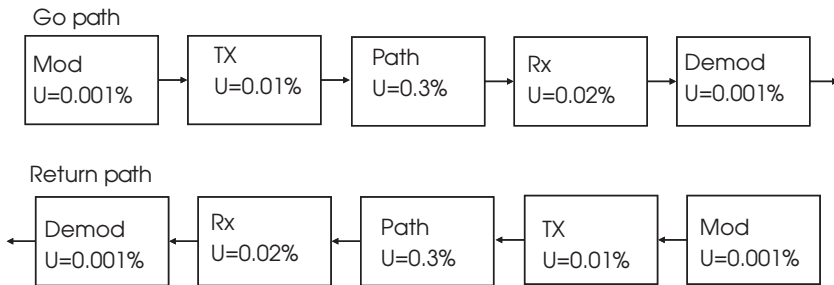 Go path
Mod
U=0.001%
TX
U=0.01%
Path
U=0.3%
Rx
U=0.02%
Demod
U=0.001%
Return path
Demod
U=0.001%
Rx
U=0.02%
Path
U=0.3%
TX
U=0.01%
Mod
U=0.001%